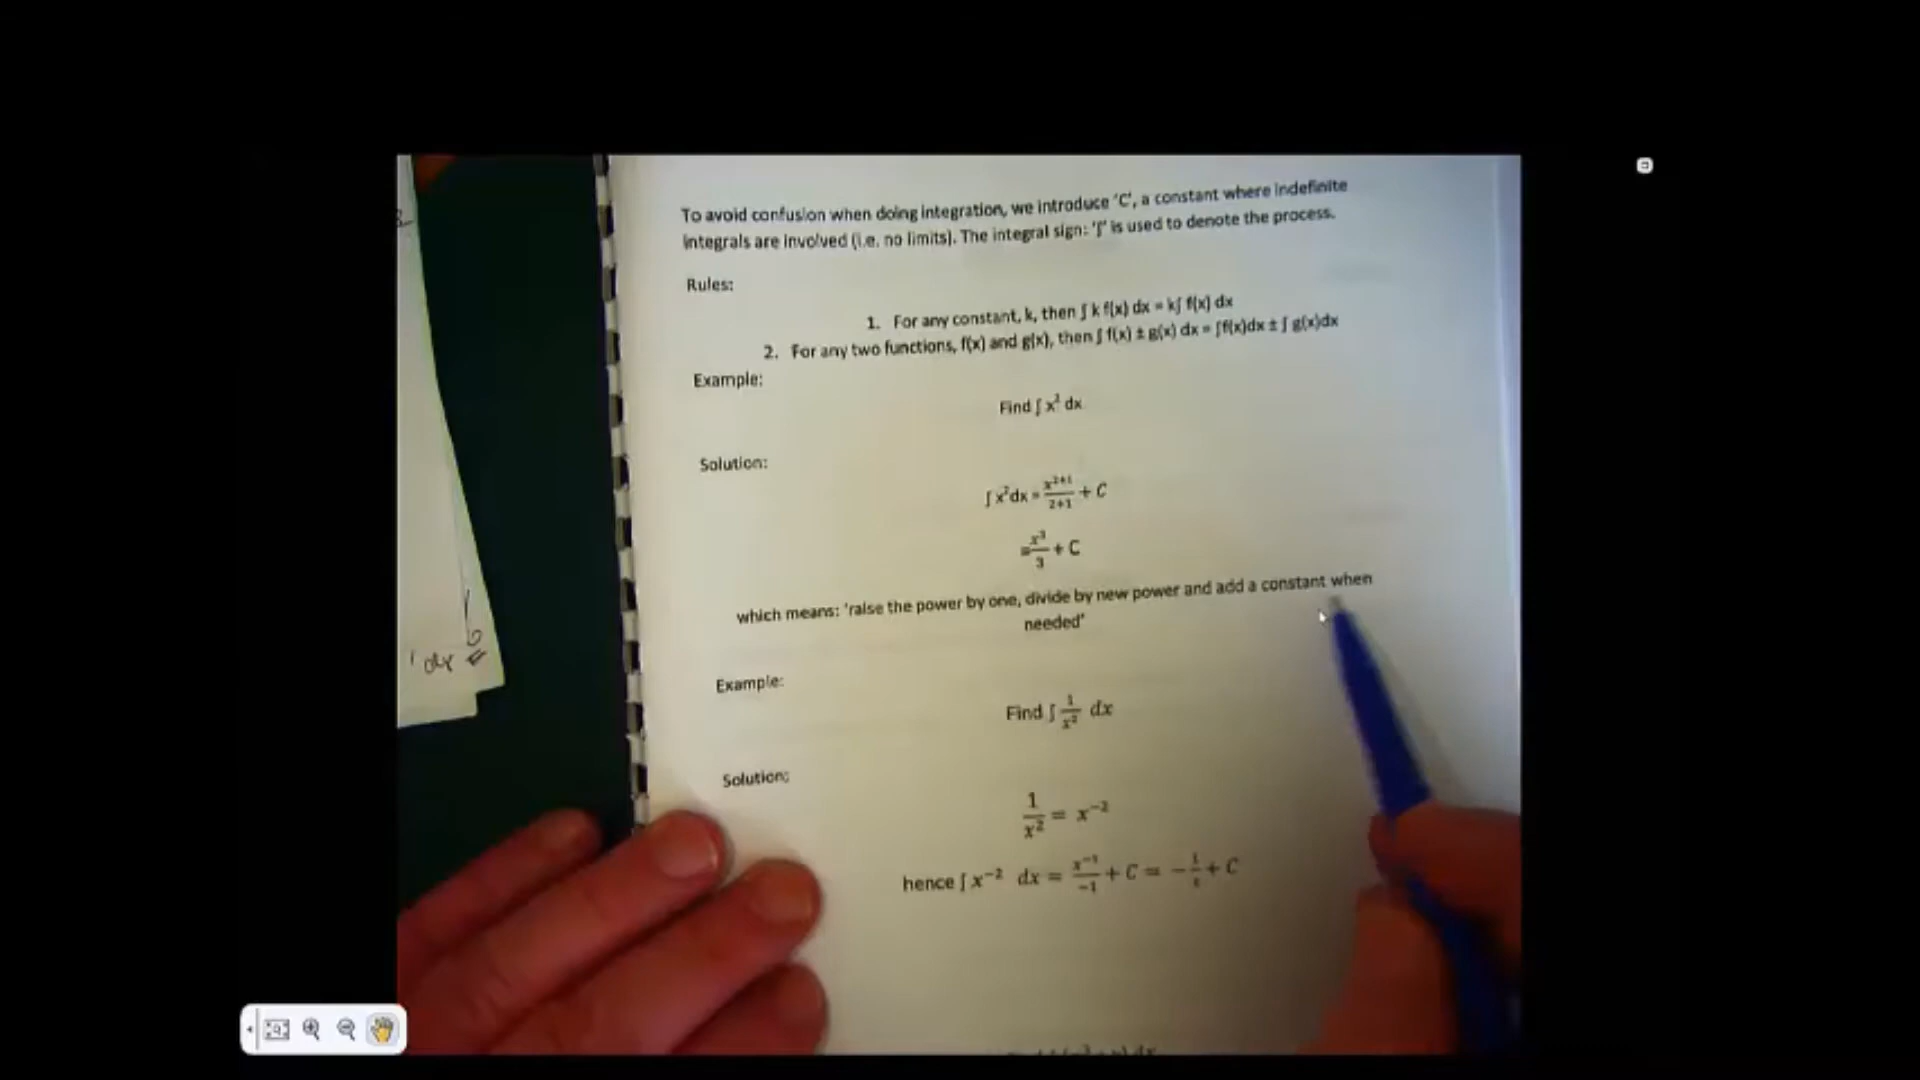 To avoid confusion when doing integration, we introduce 'C', a constant where indefinite
integrals are involved (i.e. no limits). The integral sign: '∫' is used to denote the process.
Rules:
1. For any constant, k, then ∫ k f(x) dx = k∫ f(x) dx
2. For any two functions, f(x) and g(x), then ∫ f(x) ± g(x) dx = ∫f(x)dx ± ∫ g(x)dx
Example:
Find ∫ x² dx
Solution:
∫ x²dx = x²⁺¹/2+1 + C
= x³/3 + C
which means: 'raise the power by one, divide by new power and add a constant when
needed'
Example:
Find ∫ 1/x² dx
Solution:
1/x² = x⁻²
hence ∫ x⁻² dx = x⁻¹/-1 + C = - 1/x + C
dx